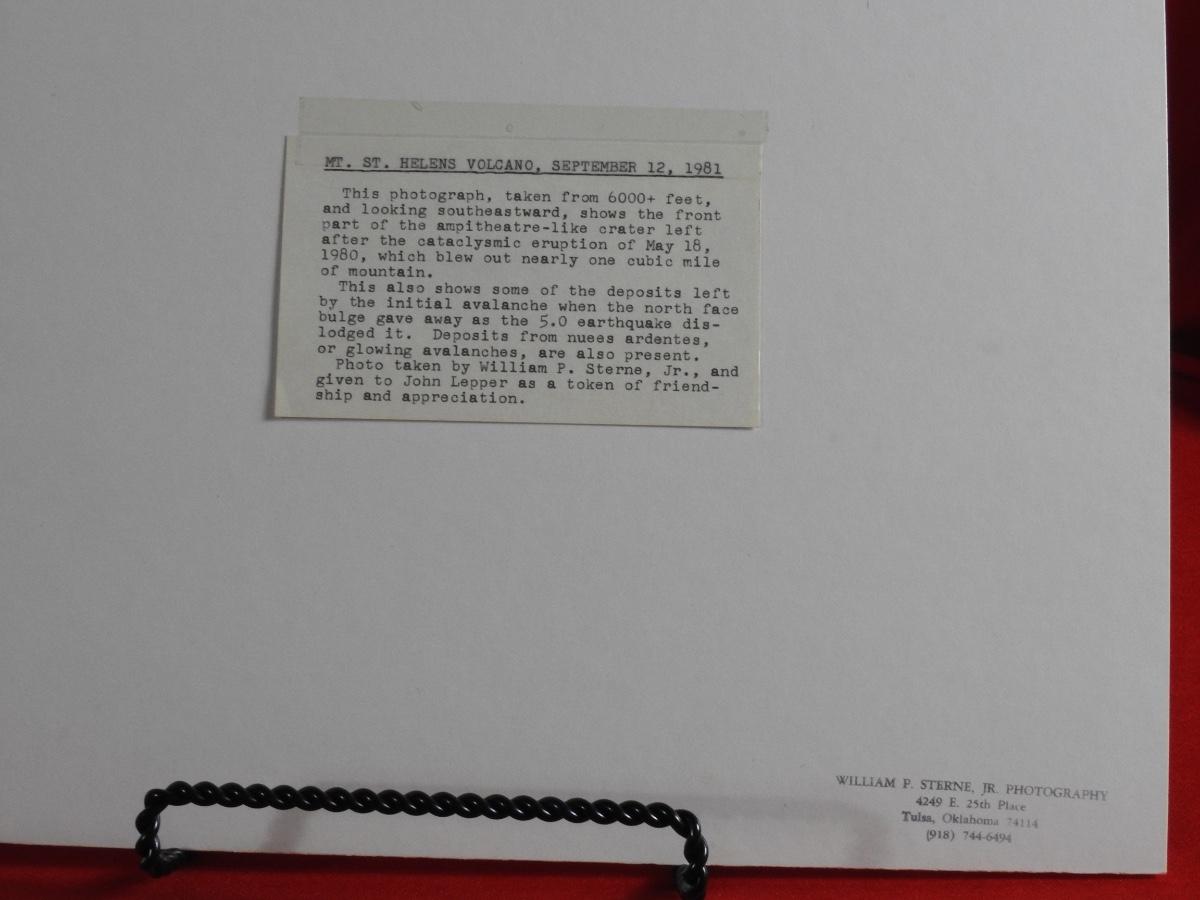 MT. ST. HELENS VOLCANO, SEPTEMBER 12, 1981
This photograph, taken from 6000+ feet,
and looking southeastward, shows the front
part of the ampitheatre-like crater left
after the cataclysmic eruption of May 18,
1980, which blew out nearly one cubic mile
of mountain.
This also shows some of the deposits left
by the initial avalanche when the north face
bulge gave away as the 5.0 earthquake dis-
lodged it. Deposits from nuees ardentes,
or glowing avalanches, are also present.
Photo taken by William P. Sterne, Jr., and
given to John Lepper as a token of friend-
ship and appreciation.
WILLIAM P. STERNE, JR. PHOTOGRAPHY
4249 E. 25th Place
Tulsa, Oklahoma 74114
(918) 744-6494